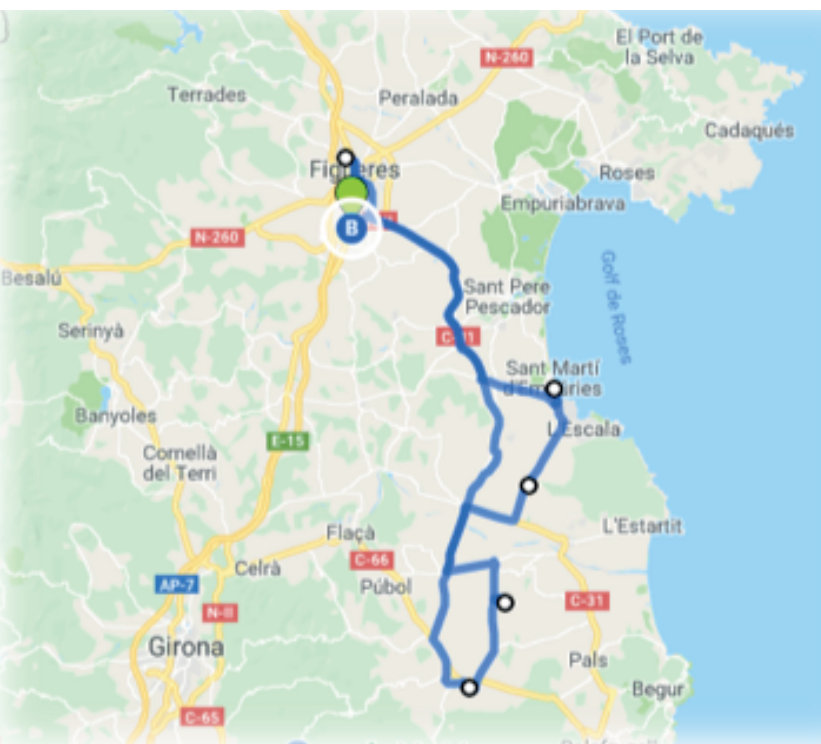 El Port de
la Selva
N-260
Terrades
Peralada
Cadaqués
Figueres
Roses
Empuriabrava
N-260
B
Besalú
Golf de Roses
Sant Pere
Pescador
Serinyà
C-31
Sant Martí
d'Empúries
Banyoles
L'Escala
E-15
Cornellà
del Terri
L'Estartit
Flaçà
C-66
Celrà
AP-7
Púbol
C-31
N-II
Girona
Pals
Begur
C-65